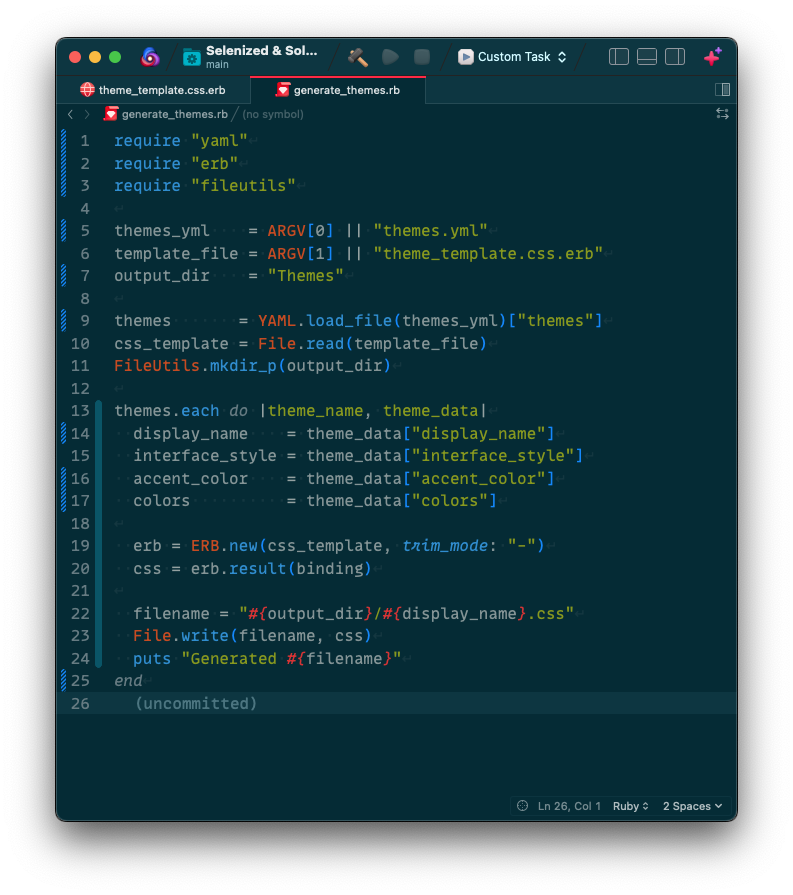 Selenized & Sol...
main
Custom Task
theme_template.css.erb
generate_themes.rb
generate_themes.rb (no symbol)
1 require "yaml"
2 require "erb"
3 require "fileutils"
4
5 themes_yml    = ARGV[0] || "themes.yml"
6 template_file = ARGV[1] || "theme_template.css.erb"
7 output_dir    = "Themes"
8
9 themes       = YAML.load_file(themes_yml)["themes"]
10 css_template = File.read(template_file)
11 FileUtils.mkdir_p(output_dir)
12
13 themes.each do |theme_name, theme_data|
14   display_name    = theme_data["display_name"]
15   interface_style = theme_data["interface_style"]
16   accent_color    = theme_data["accent_color"]
17   colors          = theme_data["colors"]
18
19   erb = ERB.new(css_template, trim_mode: "-")
20   css = erb.result(binding)
21
22   filename = "#{output_dir}/#{display_name}.css"
23   File.write(filename, css)
24   puts "Generated #{filename}"
25 end
26   (uncommitted)
Ln 26, Col 1 Ruby 2 Spaces